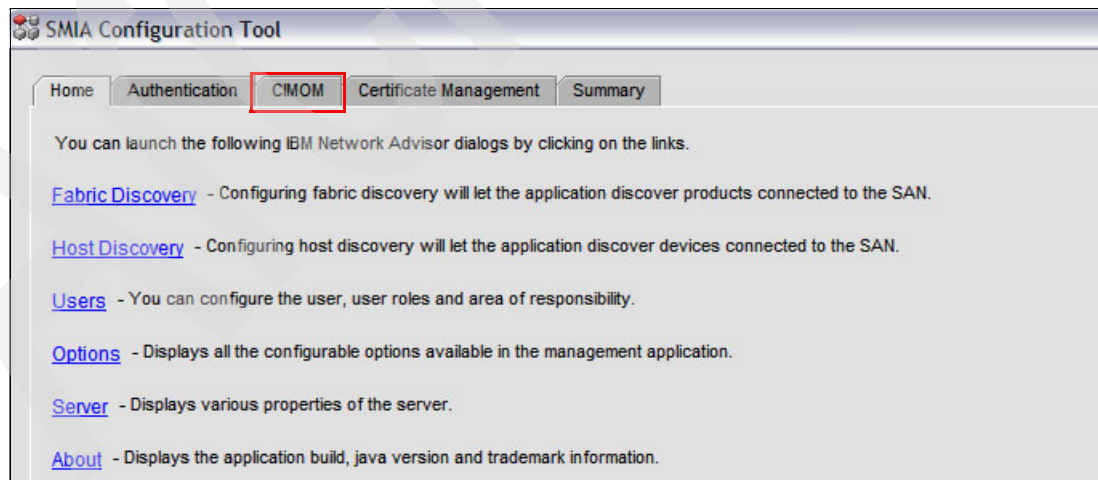 SMIA Configuration Tool
Home Authentication CIMOM Certificate Management Summary
You can launch the following IBM Network Advisor dialogs by clicking on the links.
Fabric Discovery - Configuring fabric discovery will let the application discover products connected to the SAN.
Host Discovery - Configuring host discovery will let the application discover devices connected to the SAN.
Users - You can configure the user, user roles and area of responsibility.
Options - Displays all the configurable options available in the management application.
Server - Displays various properties of the server.
About - Displays the application build, java version and trademark information.